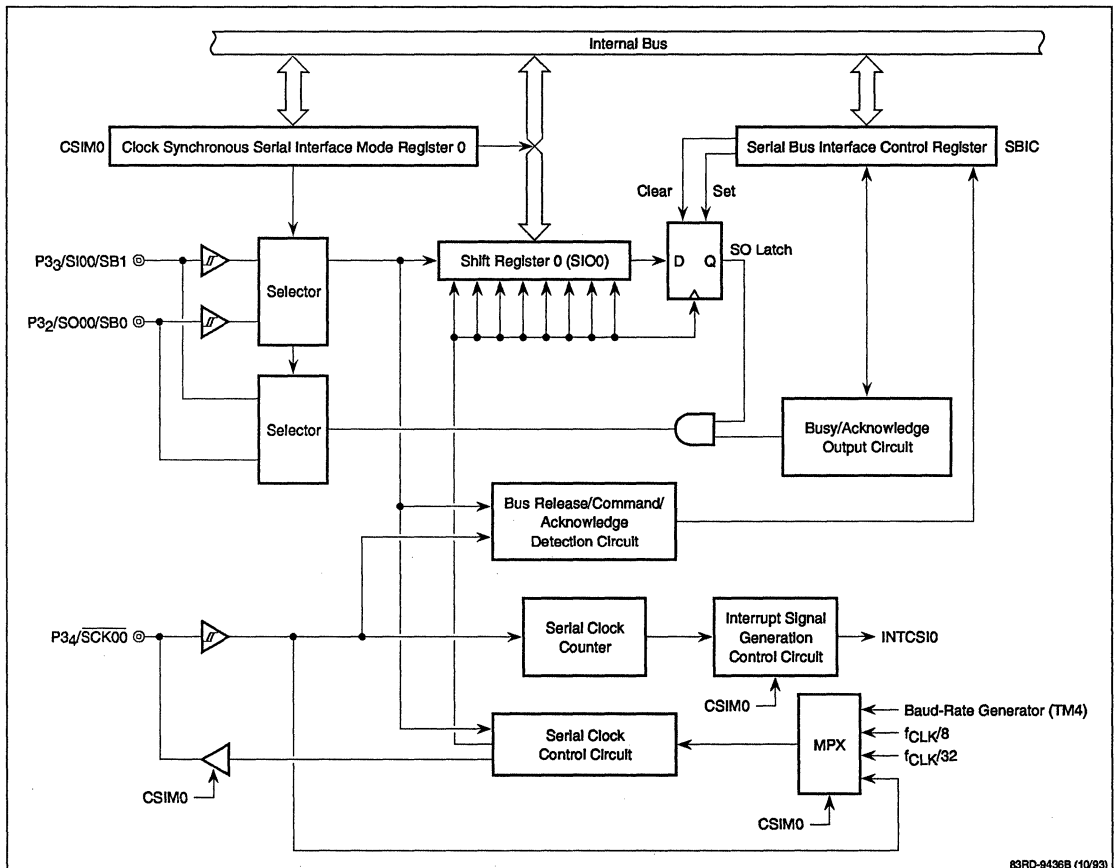 Internal Bus
CSIM0
Clock Synchronous Serial Interface Mode Register 0
Serial Bus Interface Control Register
SBIC
Clear
Set
P3₃/SI00/SB1
Selector
Shift Register 0 (SIO0)
D Q
SO Latch
P3₂/SO00/SB0
Selector
Busy/Acknowledge
Output Circuit
Bus Release/Command/
Acknowledge
Detection Circuit
P3₄/S̅C̅K̅0̅0̅
Serial Clock
Counter
Interrupt Signal
Generation
Control Circuit
INTCSI0
CSIM0
Serial Clock
Control Circuit
MPX
Baud-Rate Generator (TM4)
fCLK/8
fCLK/32
CSIM0
CSIM0
83RD-9436B (10/93)